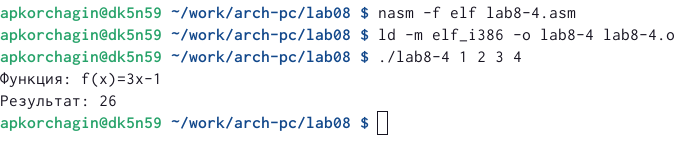 apkorchagin@dk5n59 ~/work/arch-pc/lab08 $ nasm -f elf lab8-4.asm
apkorchagin@dk5n59 ~/work/arch-pc/lab08 $ ld -m elf_i386 -o lab8-4 lab8-4.o
apkorchagin@dk5n59 ~/work/arch-pc/lab08 $ ./lab8-4 1 2 3 4
Функция: f(x)=3x-1
Результат: 26
apkorchagin@dk5n59 ~/work/arch-pc/lab08 $